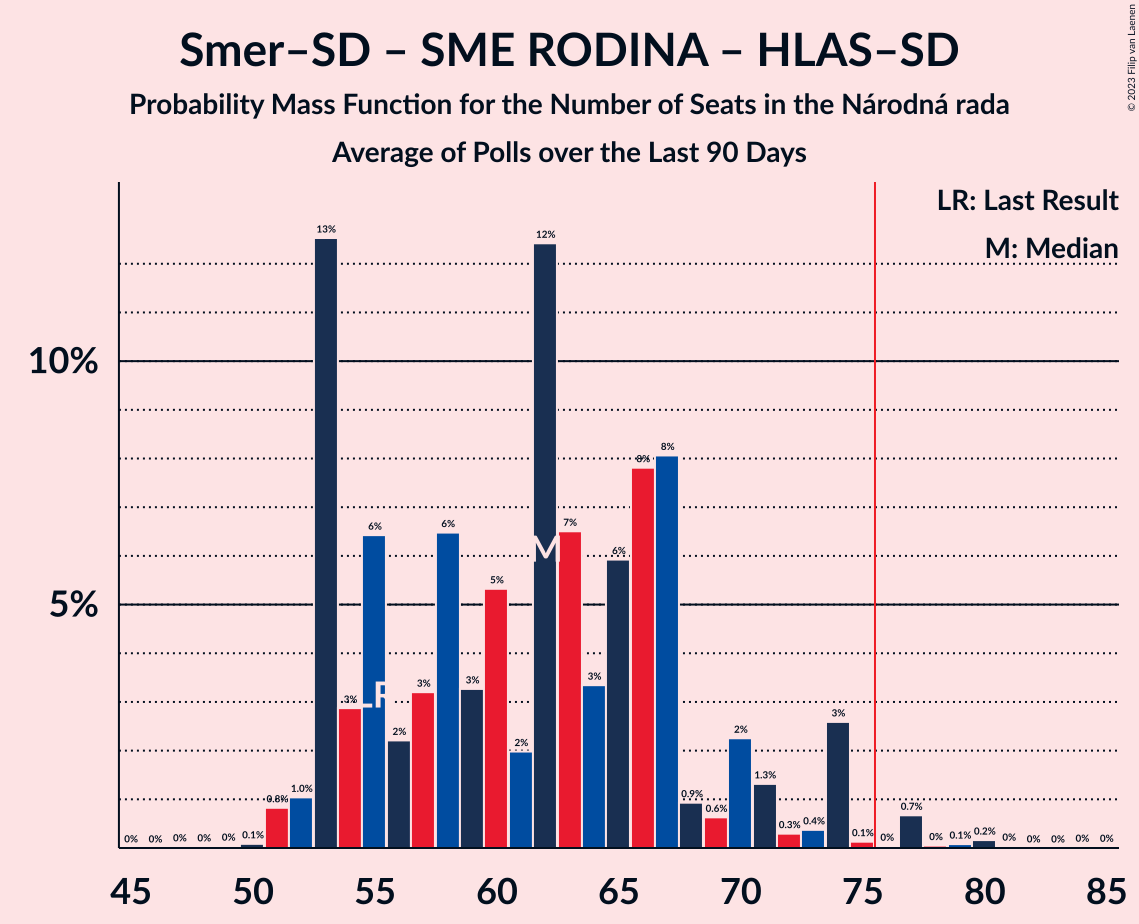 Smer–SD – SME RODINA – HLAS–SD
Probability Mass Function for the Number of Seats in the Národná rada
Average of Polls over the Last 90 Days
© 2023 Filip van Laenen
LR: Last Result
M: Median
10%
5%
0% 0% 0% 0% 0% 0.1% 0.8% 1.0% 13% 3% 6% 2% 3% 6% 3% 5% 2% 12% 7% 3% 6% 8% 8% 0.9% 0.6% 2% 1.3% 0.3% 0.4% 3% 0.1% 0% 0.7% 0% 0.1% 0.2% 0% 0% 0% 0% 0%
LR
M
45 50 55 60 65 70 75 80 85